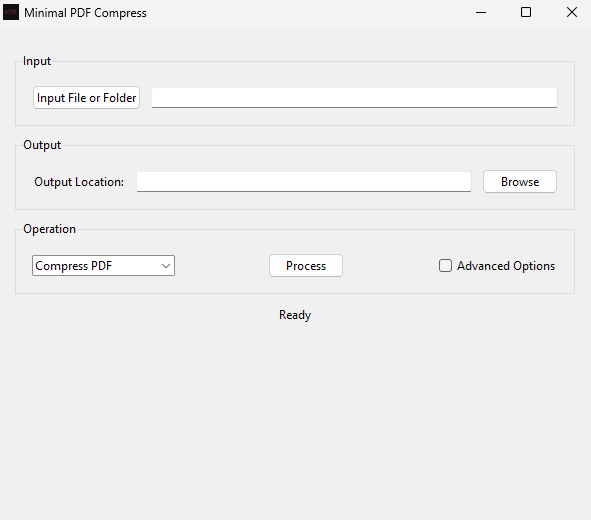 Minimal PDF Compress
Input
Input File or Folder
Output
Output Location:
Browse
Operation
Compress PDF
Process
Advanced Options
Ready